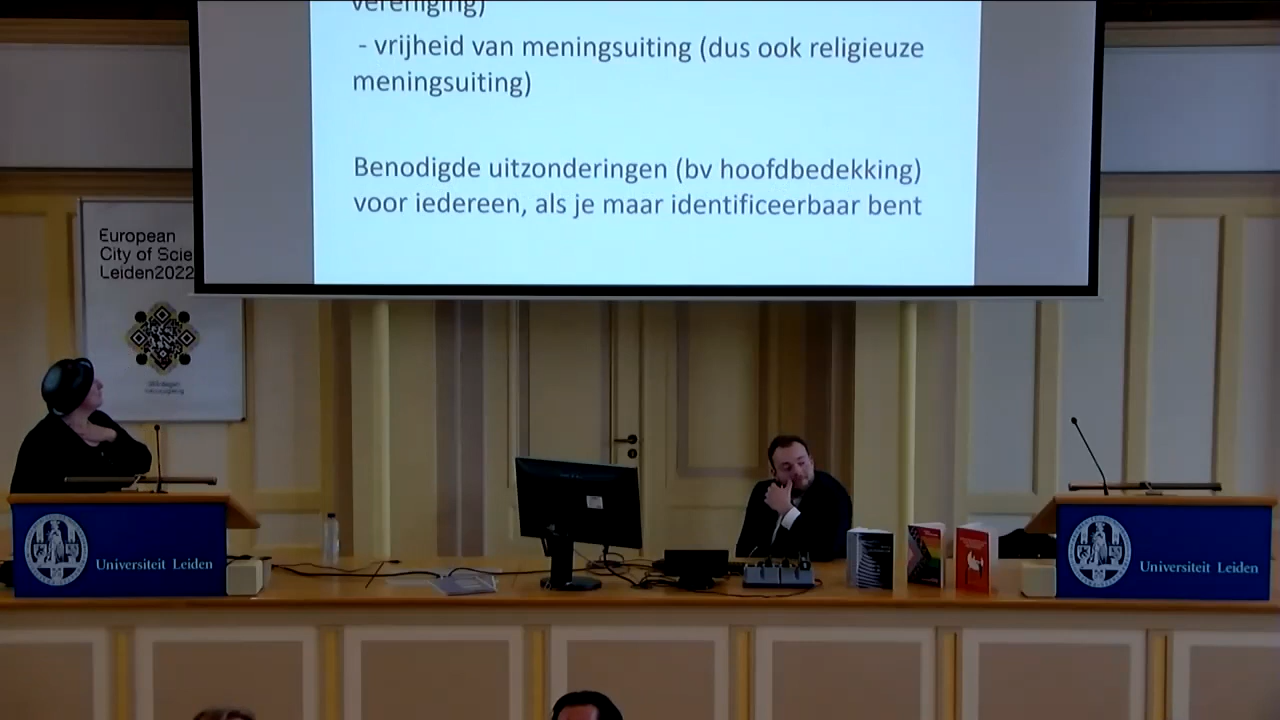 vereniging)
- vrijheid van meningsuiting (dus ook religieuze
meningsuiting)
Benodigde uitzonderingen (bv hoofdbedekking)
voor iedereen, als je maar identificeerbaar bent
European
City of Scie
Leiden2022
Universiteit Leiden
Universiteit Leiden